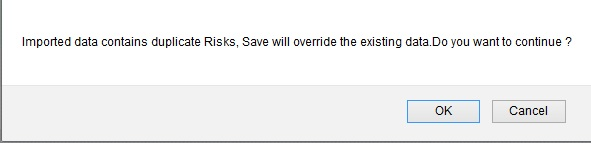 Imported data contains duplicate Risks, Save will override the existing data.Do you want to continue ?
OK Cancel